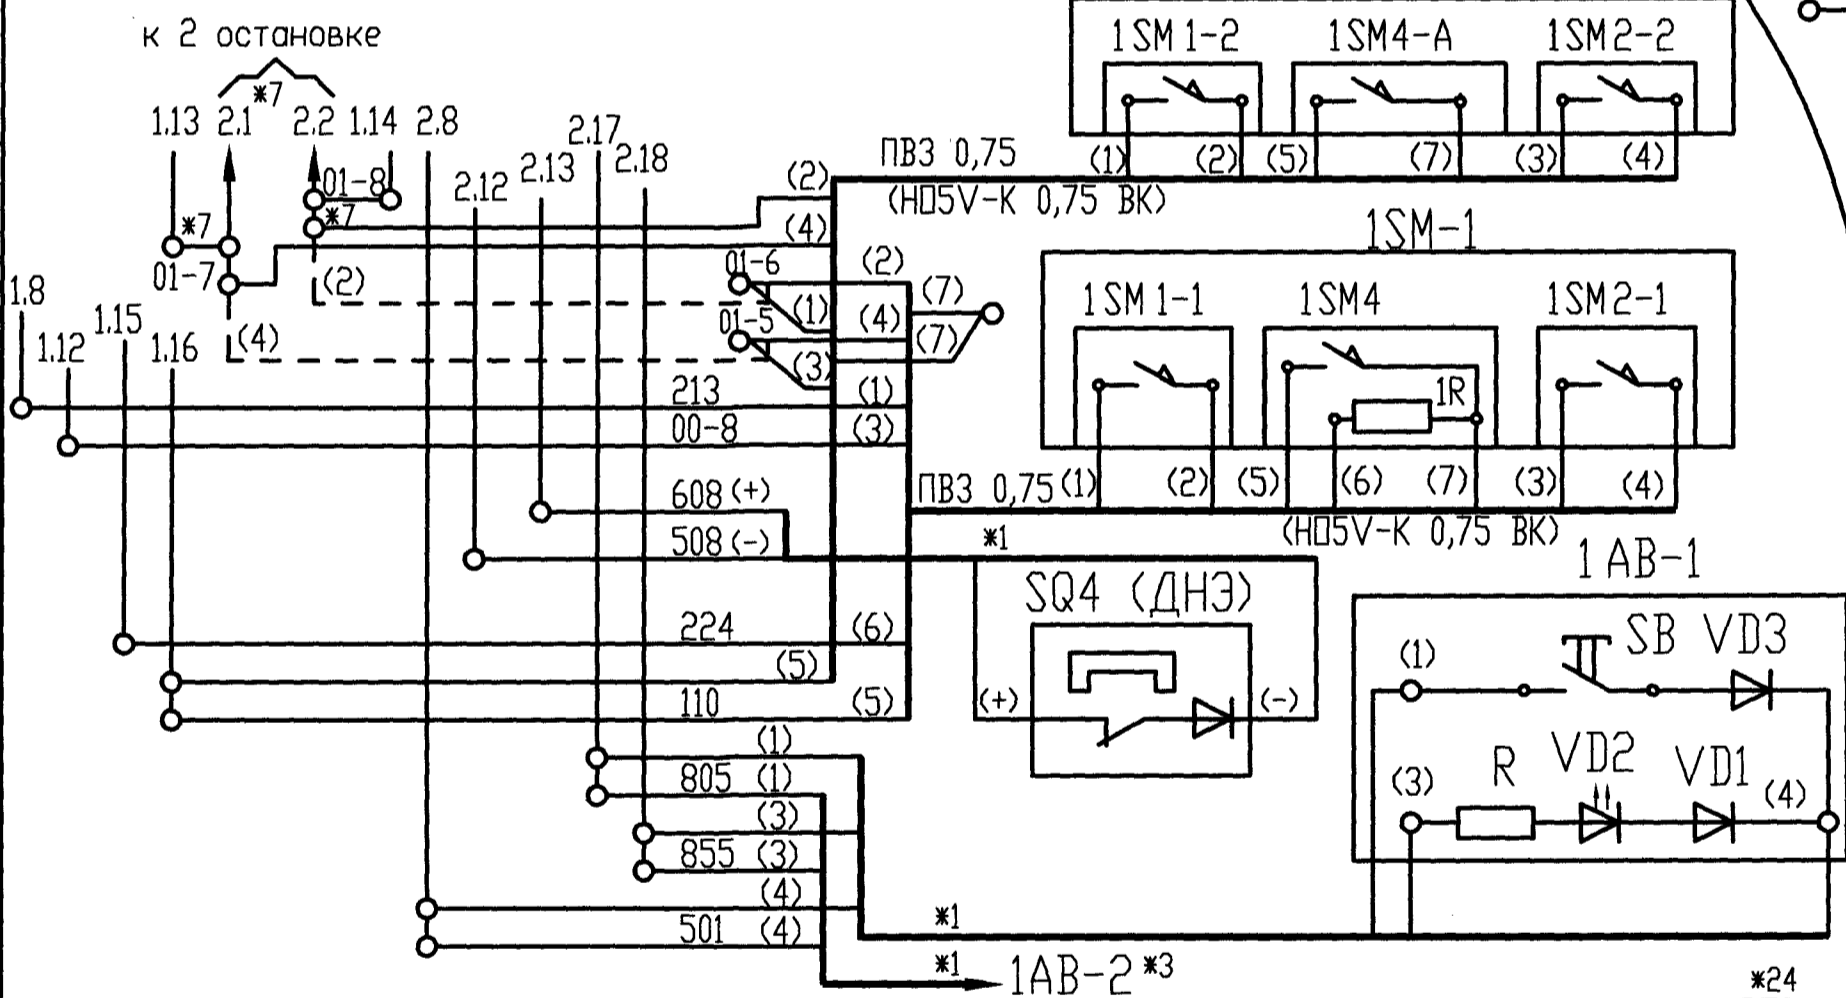 к 2 остановке
*7
1.13 2.1 2.2 1.14 2.8
2.17
2.18
2.13
2.12
01-8
*7
*7
01-7
(2)
(4)
1.8
1.15
1.12
1.16
(2)
(4)
01-6
(2)
(1)
01-5
(4)
(3)
(7)
(7)
213 (1)
00-8 (3)
608 (+)
508 (-)
224 (6)
(5)
110 (5)
(1)
805 (1)
(3)
855 (3)
(4)
501 (4)
ПВ3 0,75
(H05V-K 0,75 BK)
1SM1-2 1SM4-A 1SM2-2
(1) (2) (5) (7) (3) (4)
1SM-1
1SM1-1 1SM4 1SM2-1
1R
ПВ3 0,75 (1) (2) (5) (6) (7) (3) (4)
(H05V-K 0,75 BK)
*1
SQ4 (ДНЭ)
(+) (-)
1AB-1
(1) SB VD3
(3) R VD2 VD1 (4)
*1
*1 1AB-2 *3
*24